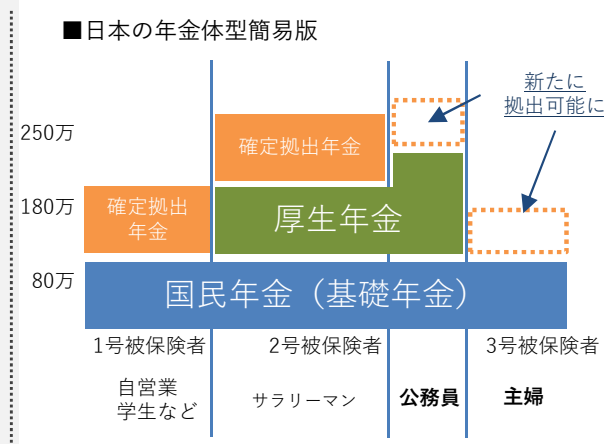 ■日本の年金体型簡易版
新たに
拠出可能に
250万
確定拠出年金
180万
確定拠出
年金
厚生年金
80万
国民年金（基礎年金）
1号被保険者
2号被保険者
3号被保険者
自営業
学生など
サラリーマン
公務員
主婦